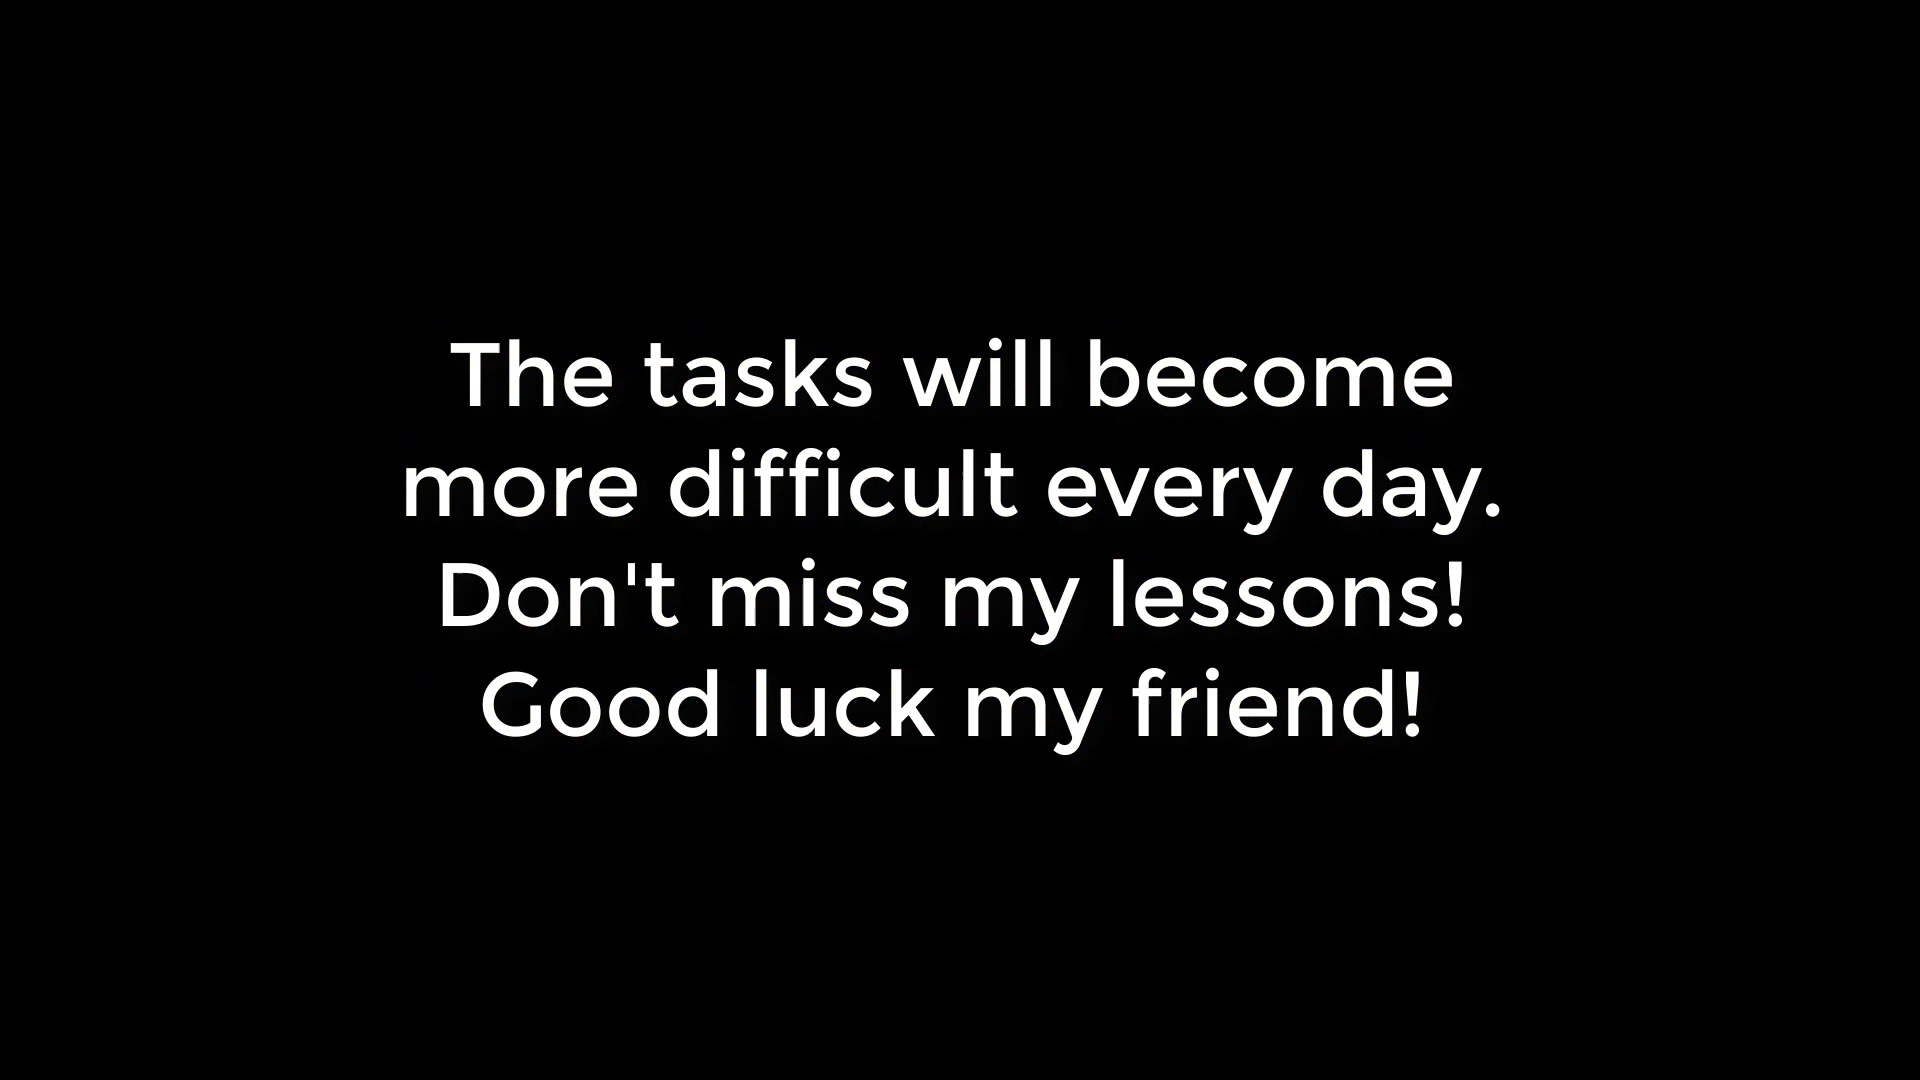 The tasks will become
more difficult every day.
Don't miss my lessons!
Good luck my friend!